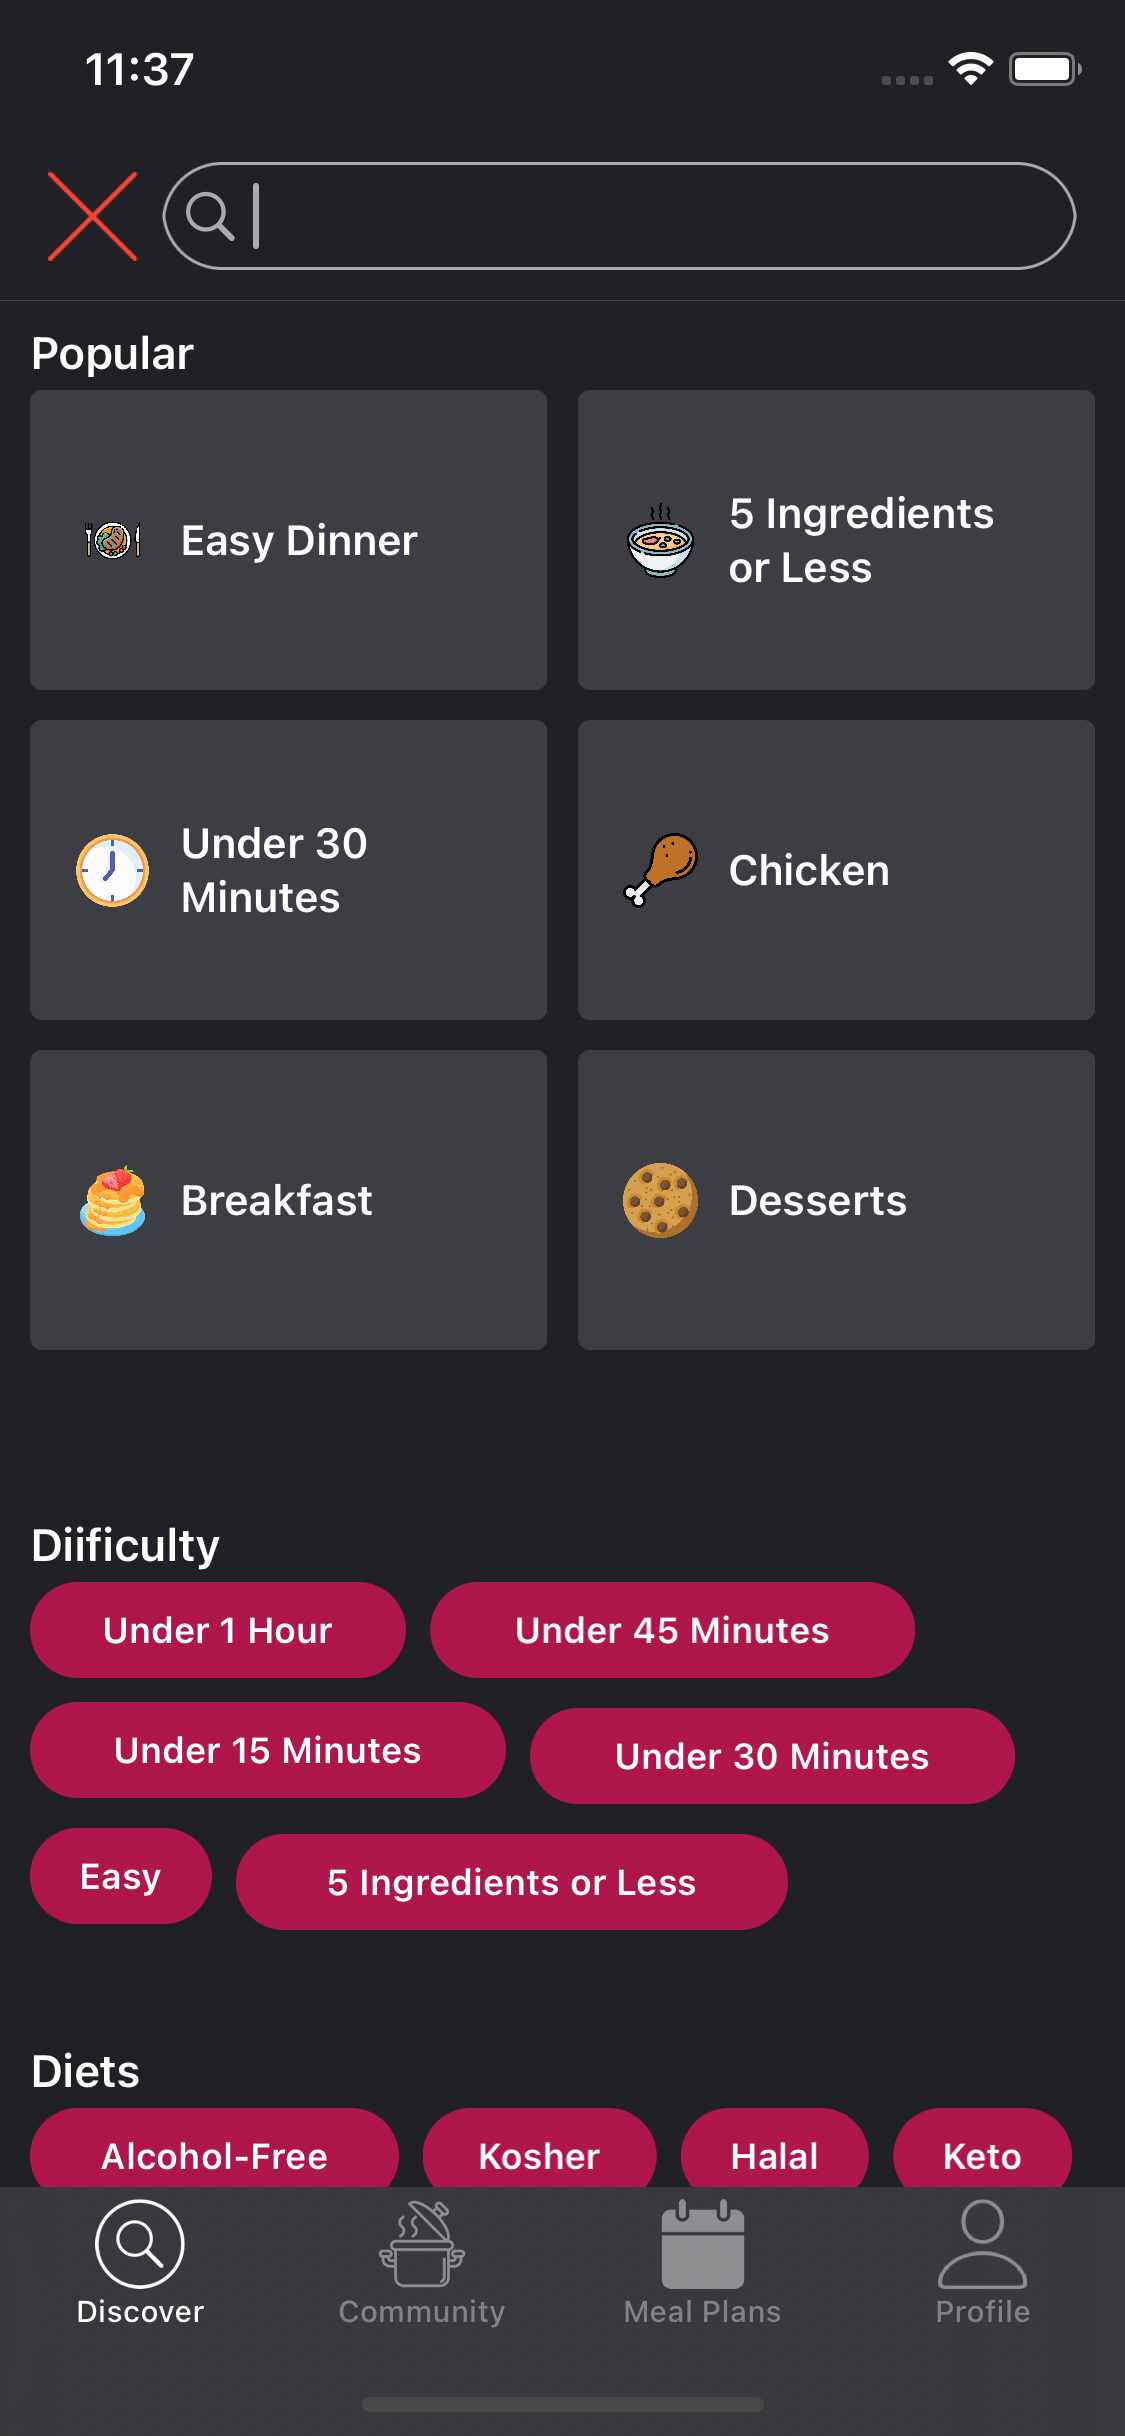 11:37
Popular
Easy Dinner
5 Ingredients
or Less
Under 30
Minutes
Chicken
Breakfast
Desserts
Diificulty
Under 1 Hour
Under 45 Minutes
Under 15 Minutes
Under 30 Minutes
Easy
5 Ingredients or Less
Diets
Alcohol-Free
Kosher
Halal
Keto
Discover
Community
Meal Plans
Profile